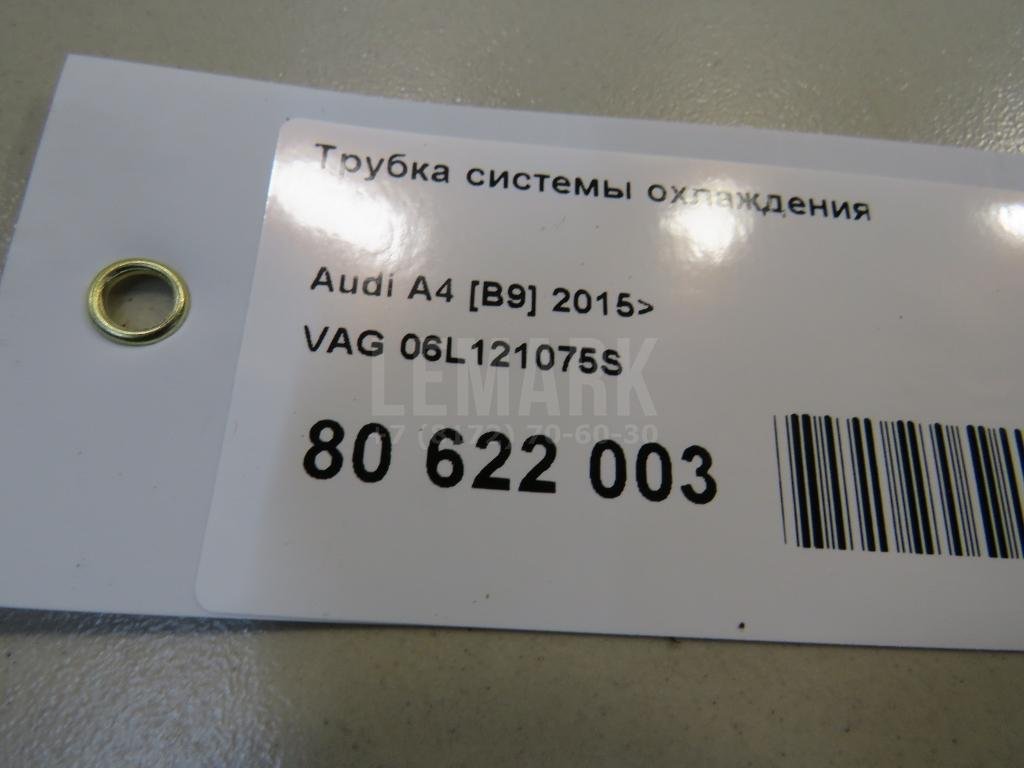 Трубка системы охлаждения
Audi A4 [B9] 2015>
VAG 06L121075S
LEMARK
80 622 003